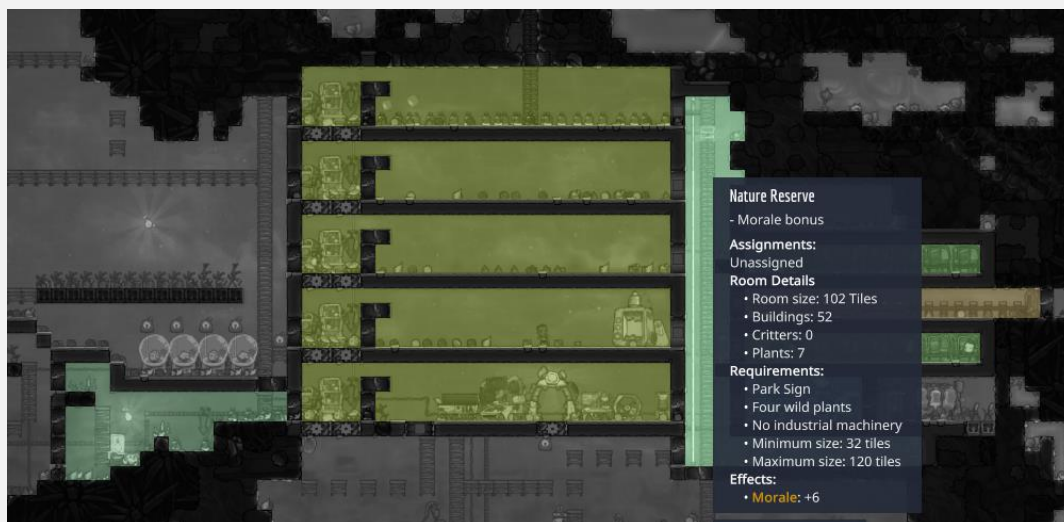 Nature Reserve
- Morale bonus
Assignments:
Unassigned
Room Details
• Room size: 102 Tiles
• Buildings: 52
• Critters: 0
• Plants: 7
Requirements:
• Park Sign
• Four wild plants
• No industrial machinery
• Minimum size: 32 tiles
• Maximum size: 120 tiles
Effects:
• Morale: +6